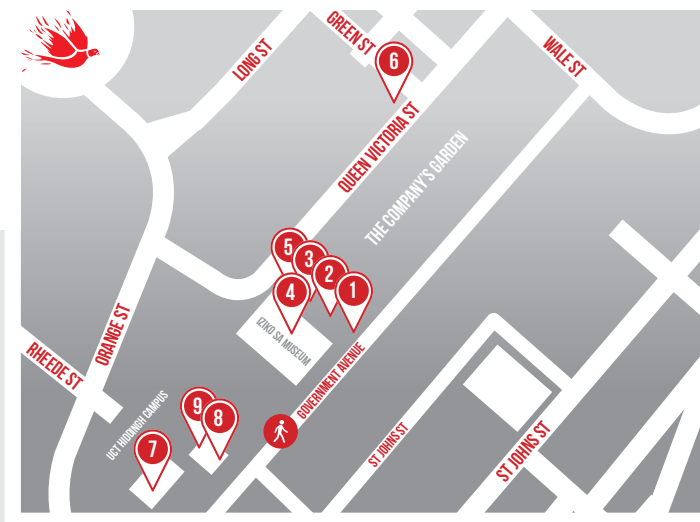 GREEN ST
LONG ST
WALE ST
6
QUEEN VICTORIA ST
THE COMPANY'S GARDEN
5
3
2
4
1
IZIKO SA MUSEUM
ORANGE ST
RHEEDE ST
GOVERNMENT AVENUE
UCT HIDDINGH CAMPUS
9
8
7
ST JOHNS ST
ST JOHNS ST